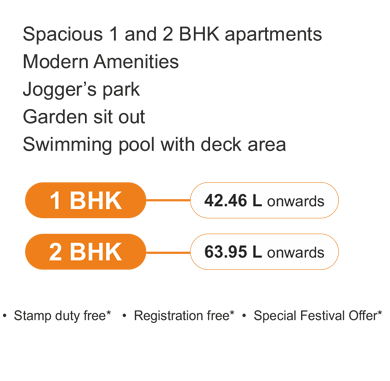 Spacious 1 and 2 BHK apartments
Modern Amenities
Jogger's park
Garden sit out
Swimming pool with deck area
1 BHK 42.46 L onwards
2 BHK 63.95 L onwards
• Stamp duty free* • Registration free* • Special Festival Offer*